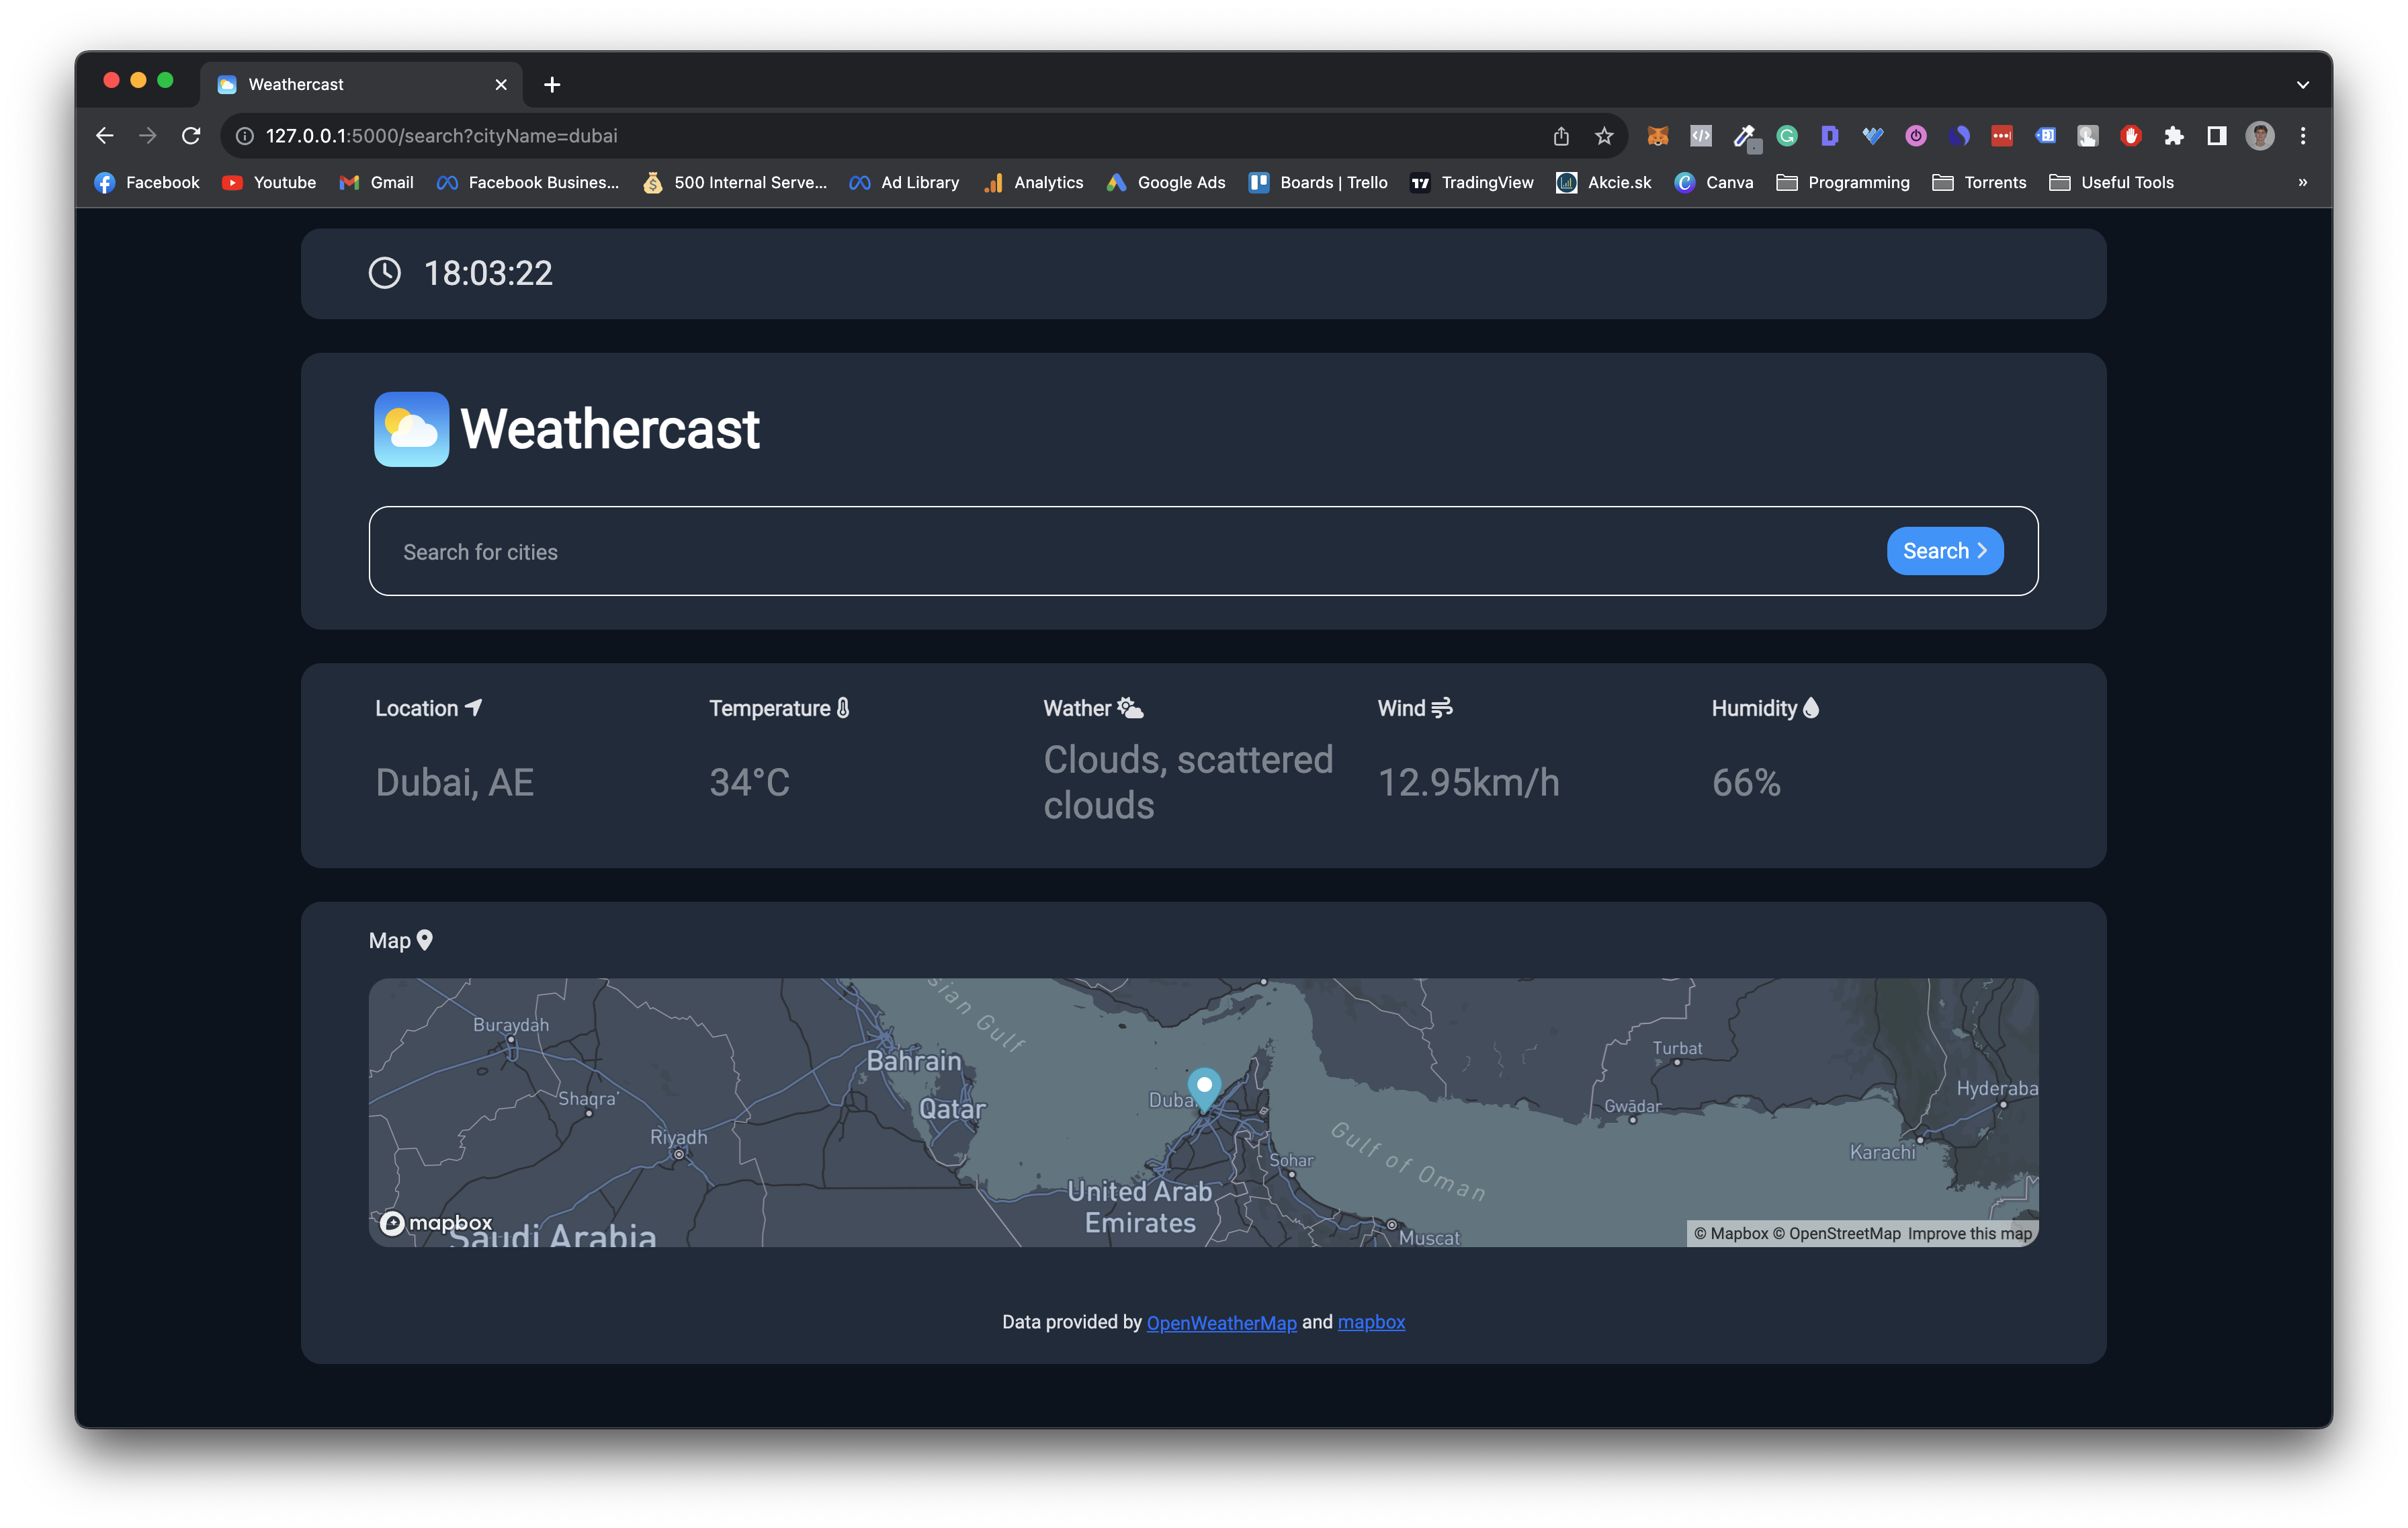 Weathercast
127.0.0.1:5000/search?cityName=dubai
Facebook Youtube Gmail Facebook Busines... 500 Internal Serve... Ad Library Analytics Google Ads Boards | Trello TradingView Akcie.sk Canva Programming Torrents Useful Tools »
18:03:22
Weathercast
Search for cities Search
Location Temperature Wather Wind Humidity
Dubai, AE 34°C Clouds, scattered clouds 12.95km/h 66%
Map
sian Gulf
Buraydah
Bahrain
Turbat
Hyderaba
Shaqra'
Qatar
Duba
Gwādar
Riyadh
Gulf of Oman
Karachi
Sohar
United Arab
Emirates
mapbox
Saudi Arabia
Muscat
© Mapbox © OpenStreetMap Improve this map
Data provided by OpenWeatherMap and mapbox